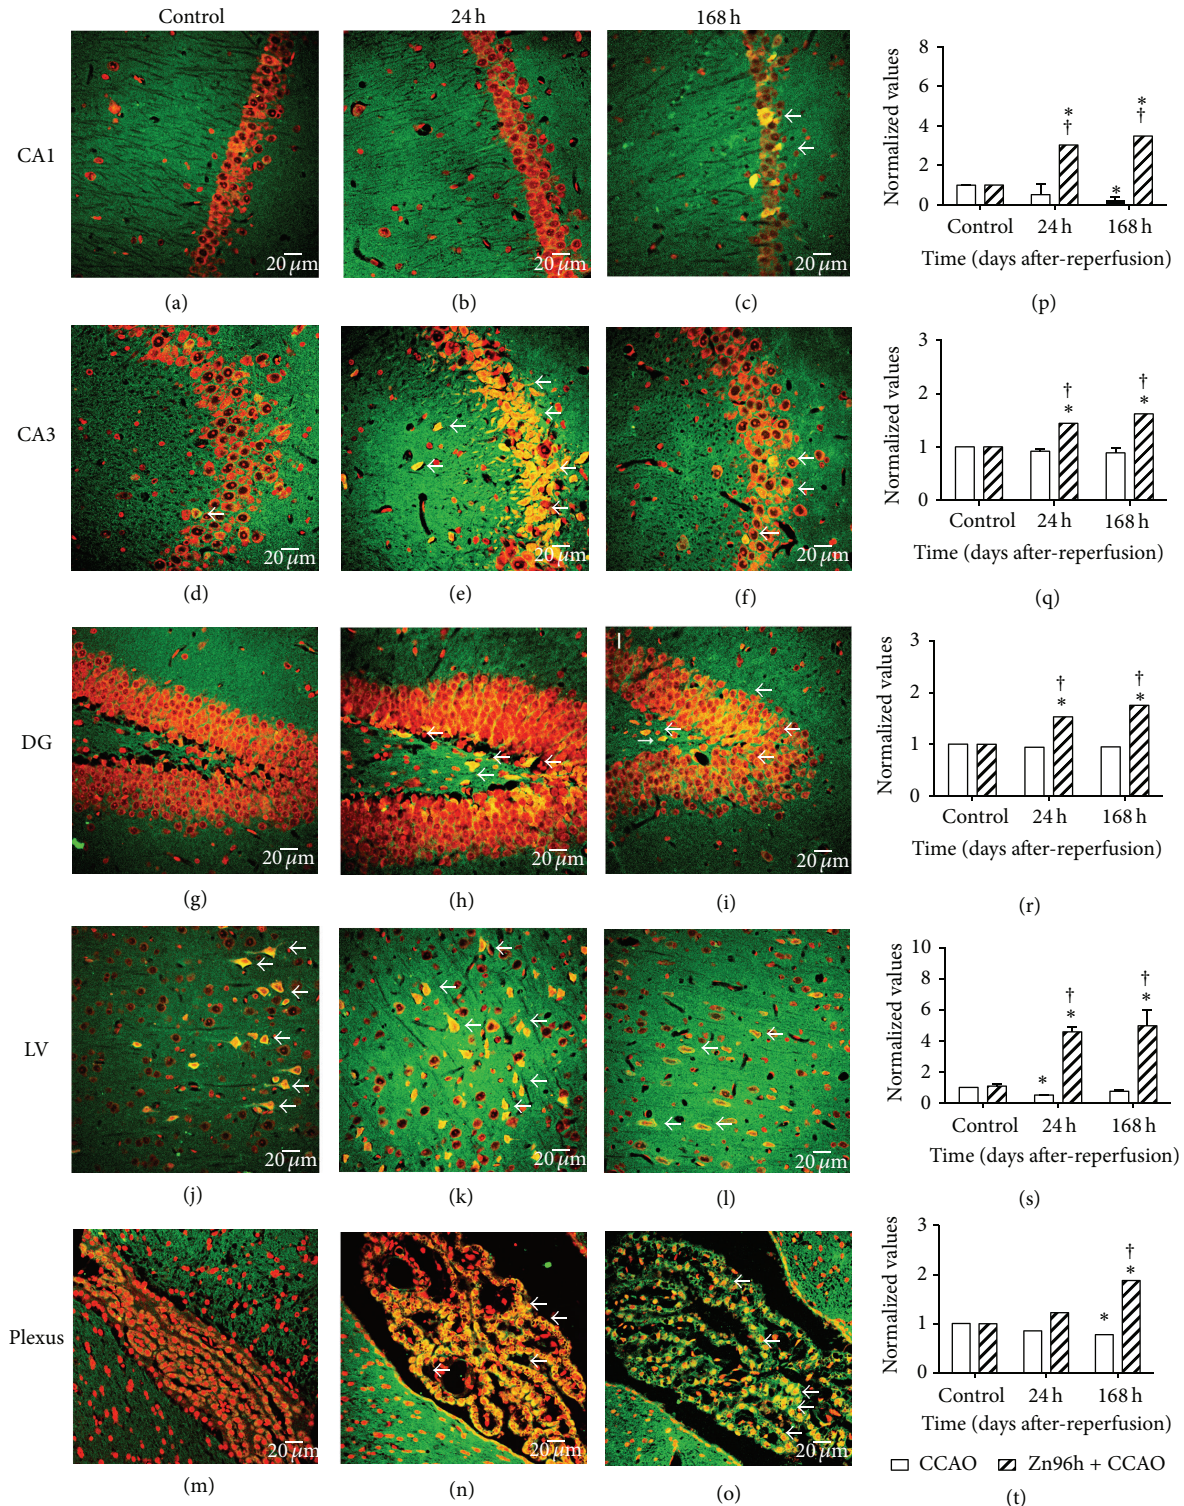 Control 24 h 168 h
CA1
20 μm 20 μm 20 μm
(a) (b) (c)
Normalized values
8
6
4
2
0
* † * * †
Control 24 h 168 h
Time (days after-reperfusion)
(p)
CA3
20 μm 20 μm 20 μm
(d) (e) (f)
Normalized values
3
2
1
0
† * † *
Control 24 h 168 h
Time (days after-reperfusion)
(q)
DG
20 μm 20 μm 20 μm
(g) (h) (i)
Normalized values
3
2
1
0
† * † *
Control 24 h 168 h
Time (days after-reperfusion)
(r)
LV
20 μm 20 μm 20 μm
(j) (k) (l)
Normalized values
10
8
6
4
2
0
* † * † *
Control 24 h 168 h
Time (days after-reperfusion)
(s)
Plexus
20 μm 20 μm 20 μm
(m) (n) (o)
Normalized values
3
2
1
0
* † *
Control 24 h 168 h
Time (days after-reperfusion)
CCAO Zn96h + CCAO
(t)